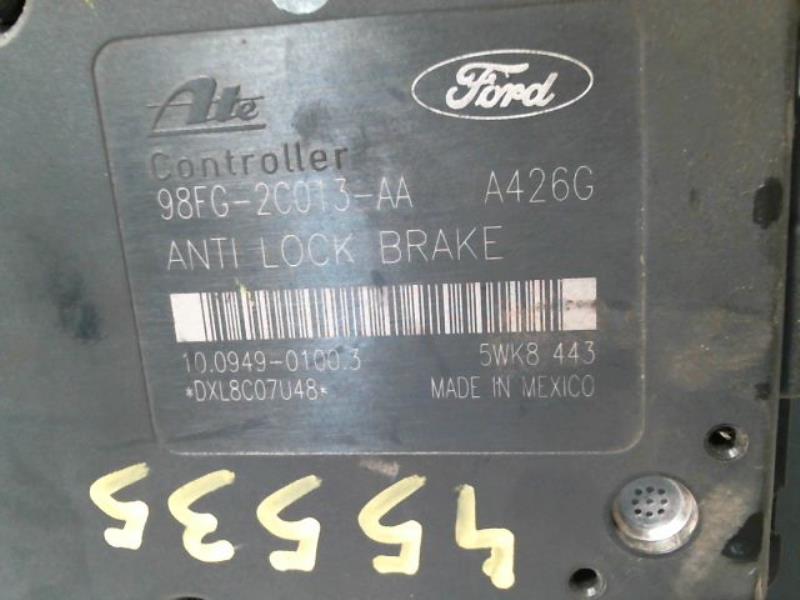 Ate
Ford
Controller
98FG-2C013-AA A426G
ANTI LOCK BRAKE
10.0949-0100.3 5WK8 443
*DXL8C07U48* MADE IN MEXICO
45535